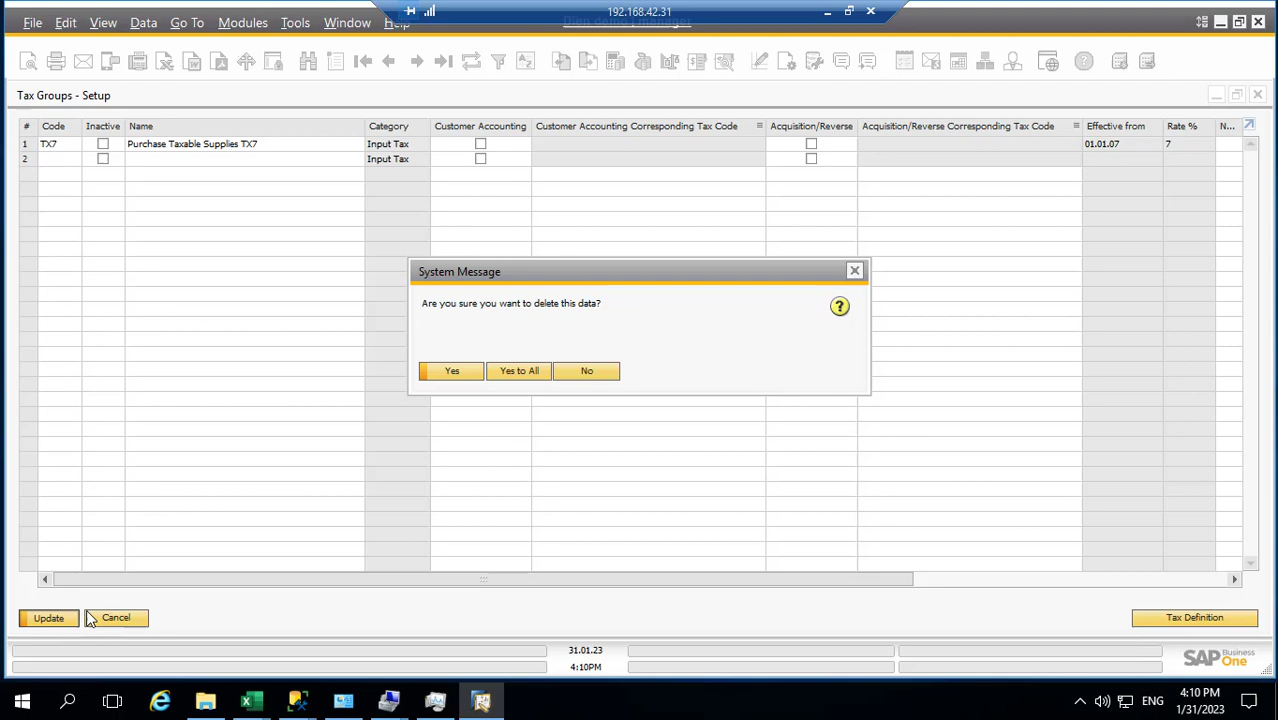 192.168.42.31
File Edit View Data Go To Modules Tools Window Help
Dien demo | manager
Tax Groups - Setup
# Code Inactive Name Category Customer Accounting Customer Accounting Corresponding Tax Code Acquisition/Reverse Acquisition/Reverse Corresponding Tax Code Effective from Rate % N...
1 TX7 Purchase Taxable Supplies TX7 Input Tax 01.01.07 7
2 Input Tax
System Message
Are you sure you want to delete this data?
?
Yes Yes to All No
Update Cancel Tax Definition
31.01.23
4:10PM
SAP Business One
ENG
4:10 PM
1/31/2023